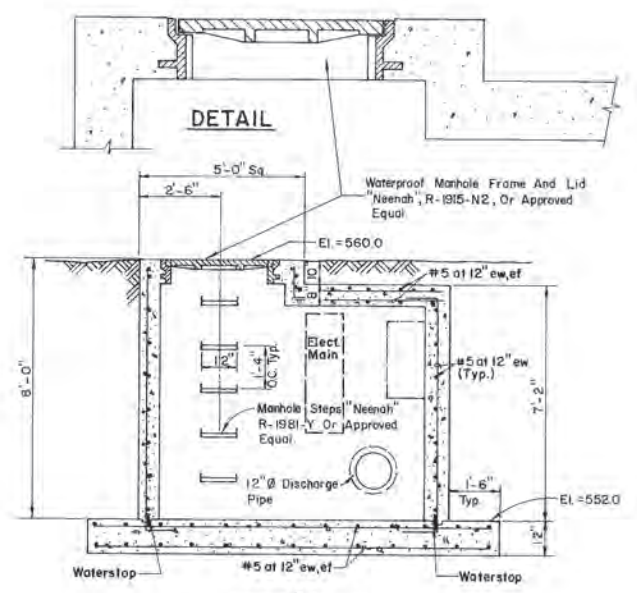 DETAIL
5'-0" Sq
2'-6"
Waterproof Manhole Frame And Lid
"Neenah", R-1915-N2, Or Approved
Equal
El.=560.0
#5 at 12" ew,ef
10
8
Elect.
Main
#5 at 12" ew
(Typ.)
12"
1'-4"
O.C. Typ.
8'-0"
7'-2"
Manhole Steps "Neenah"
R-1981-Y Or Approved
Equal
12"Ø Discharge
Pipe
1'-6"
Typ.
El.=552.0
12"
Waterstop
#5 at 12" ew,ef
Waterstop